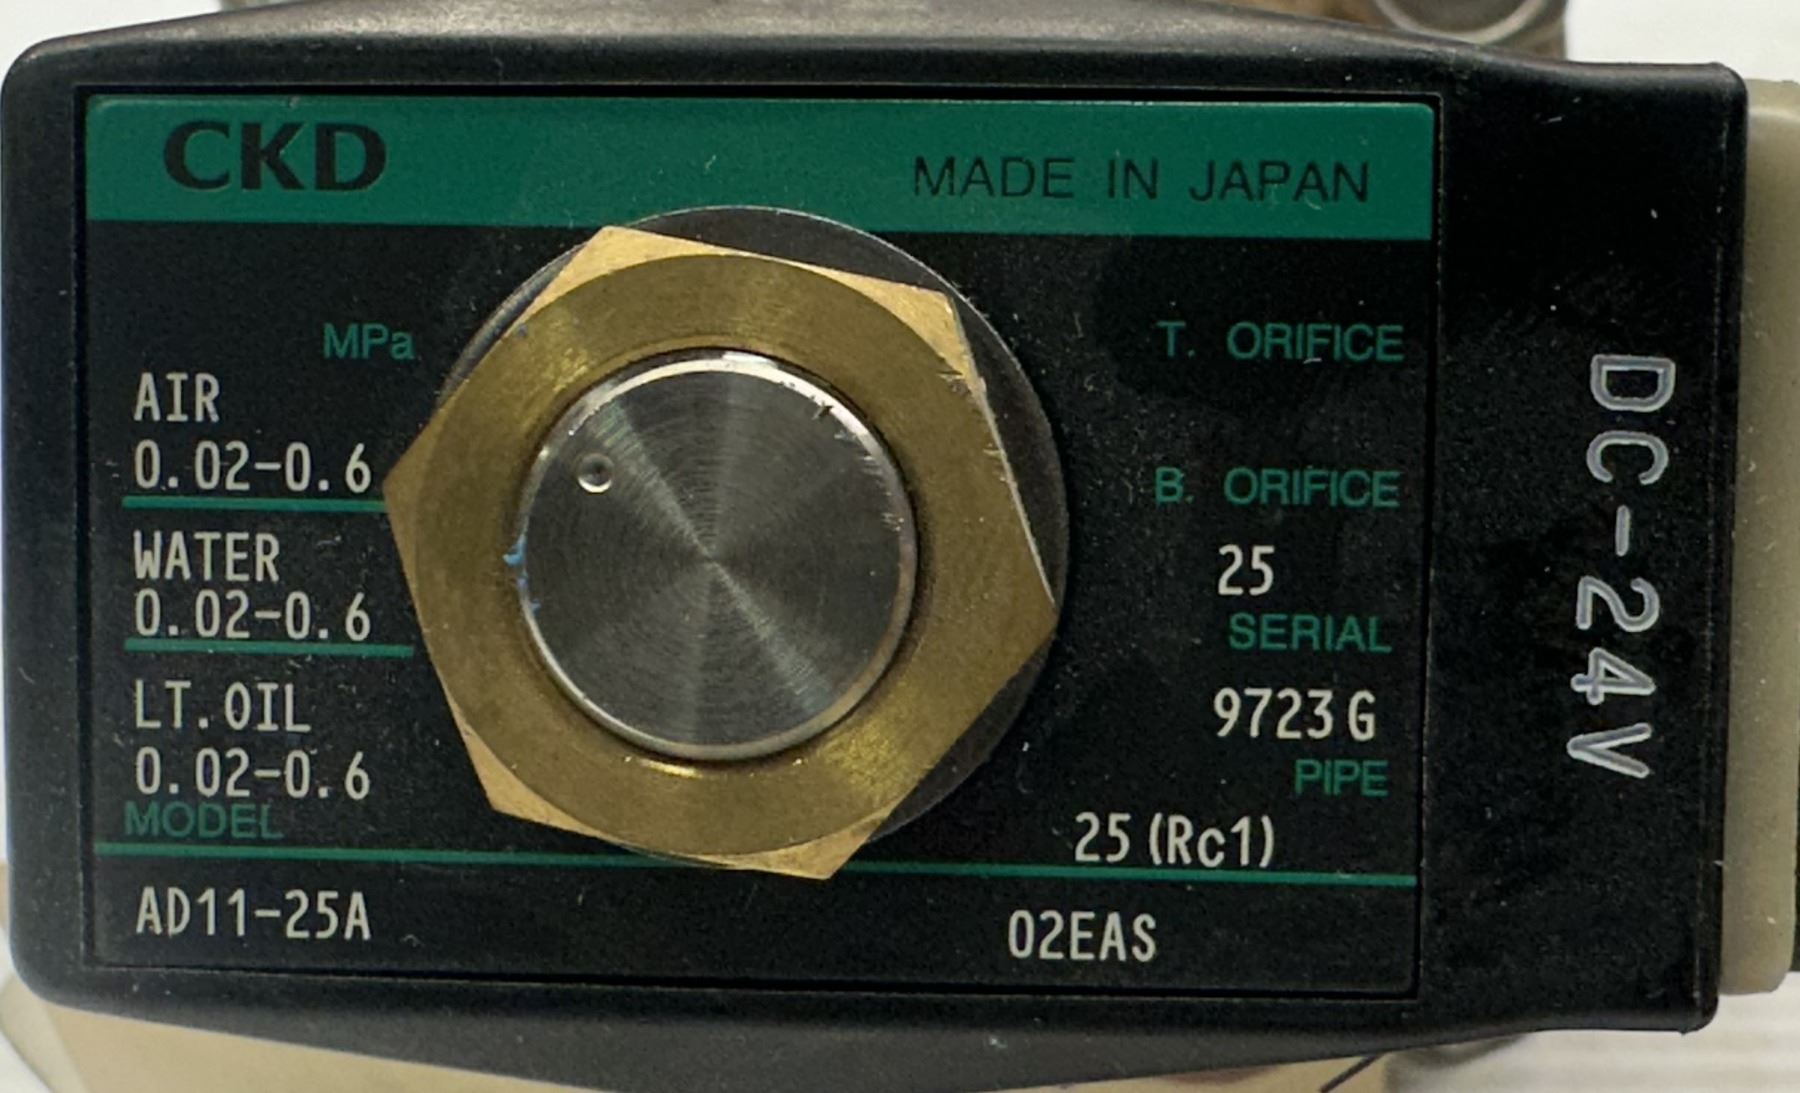 CKD
MADE IN JAPAN
MPa
AIR
0.02-0.6
WATER
0.02-0.6
LT.OIL
0.02-0.6
MODEL
AD11-25A
T. ORIFICE
B. ORIFICE
25
SERIAL
9723G
PIPE
25 (Rc1)
02EAS
DC-24V